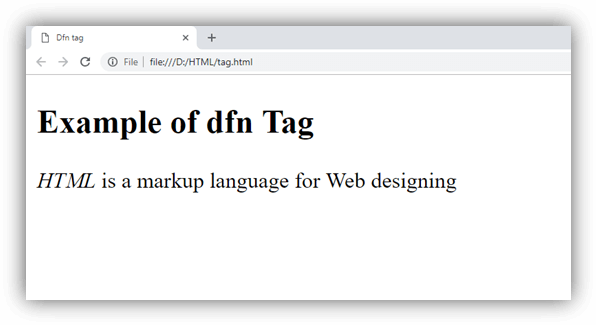 Dfn tag
File | file:///D:/HTML/tag.html
Example of dfn Tag
HTML is a markup language for Web designing